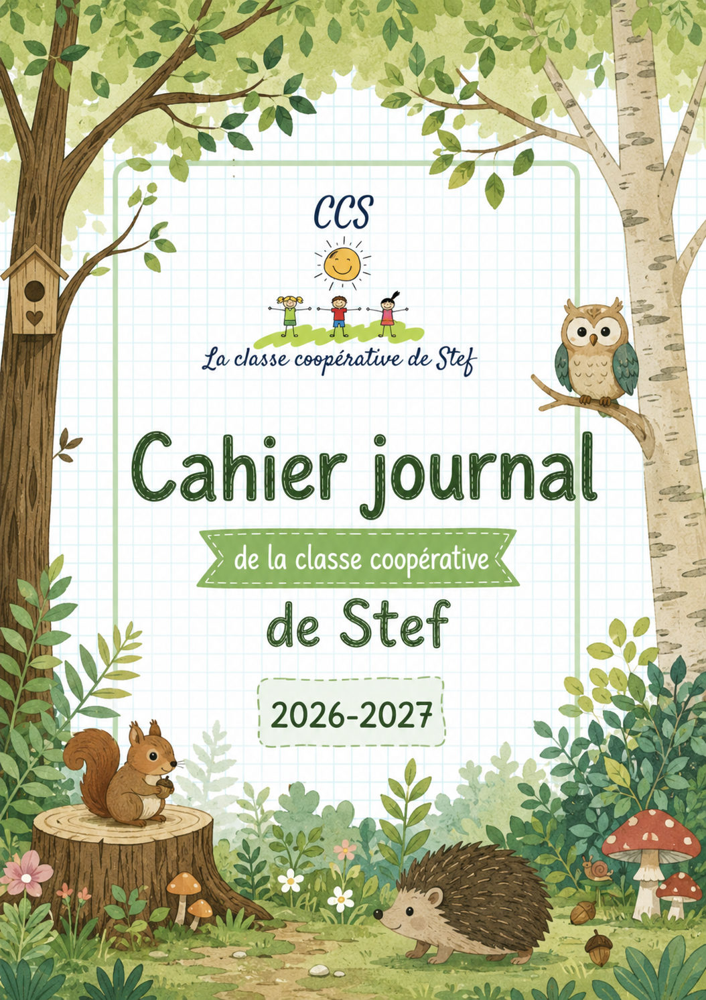 CCS
La classe coopérative de Stef
Cahier journal
de la classe coopérative
de Stef
2026-2027